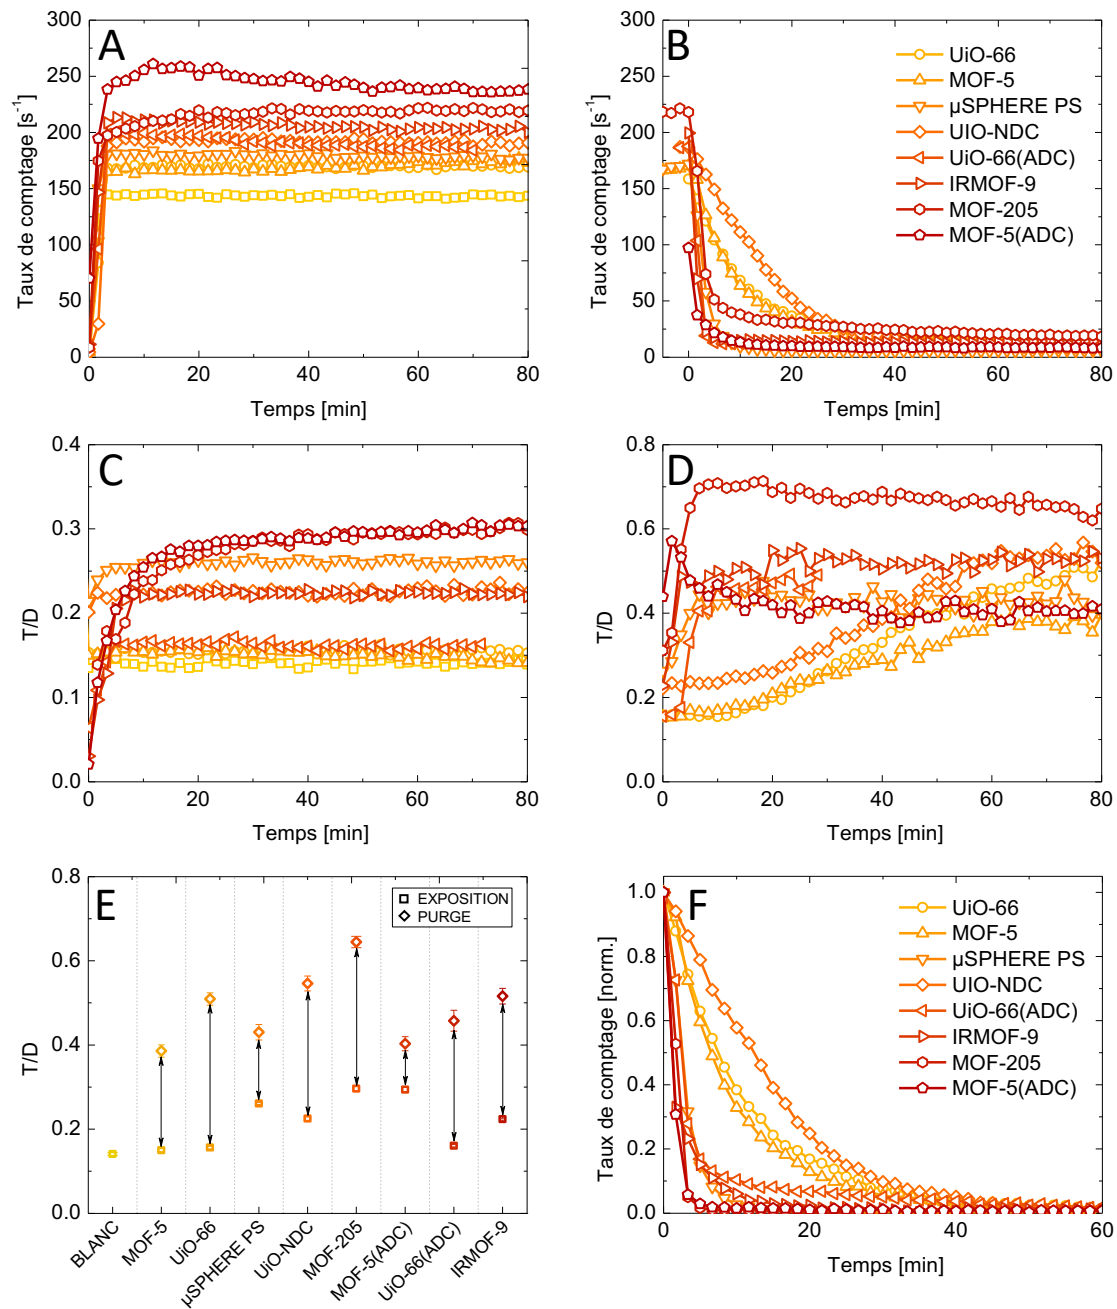 A
300
250
200
150
100
50
0
Taux de comptage [s⁻¹]
0 20 40 60 80
Temps [min]
B
300
250
200
150
100
50
0
Taux de comptage [s⁻¹]
UiO-66
MOF-5
µSPHERE PS
UIO-NDC
UiO-66(ADC)
IRMOF-9
MOF-205
MOF-5(ADC)
0 20 40 60 80
Temps [min]
C
0.4
0.3
0.2
0.1
0.0
T/D
0 20 40 60 80
Temps [min]
D
0.8
0.6
0.4
0.2
0.0
T/D
0 20 40 60 80
Temps [min]
E
0.8
0.6
0.4
0.2
0.0
T/D
EXPOSITION
PURGE
BLANC
MOF-5
UiO-66
µSPHERE PS
UiO-NDC
MOF-205
MOF-5(ADC)
UiO-66(ADC)
IRMOF-9
F
1.0
0.8
0.6
0.4
0.2
0.0
Taux de comptage [norm.]
UiO-66
MOF-5
µSPHERE PS
UIO-NDC
UiO-66(ADC)
IRMOF-9
MOF-205
MOF-5(ADC)
0 20 40 60
Temps [min]